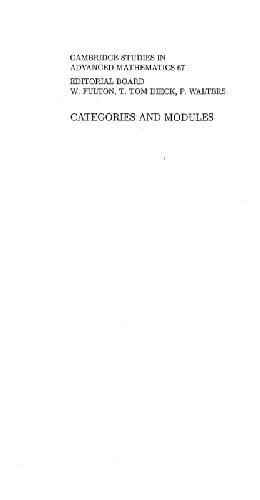 CAMBRIDGE STUDIES IN
ADVANCED MATHEMATICS 67
EDITORIAL BOARD
W. FULTON, T. TOM DIECK, P. WALTERS
CATEGORIES AND MODULES